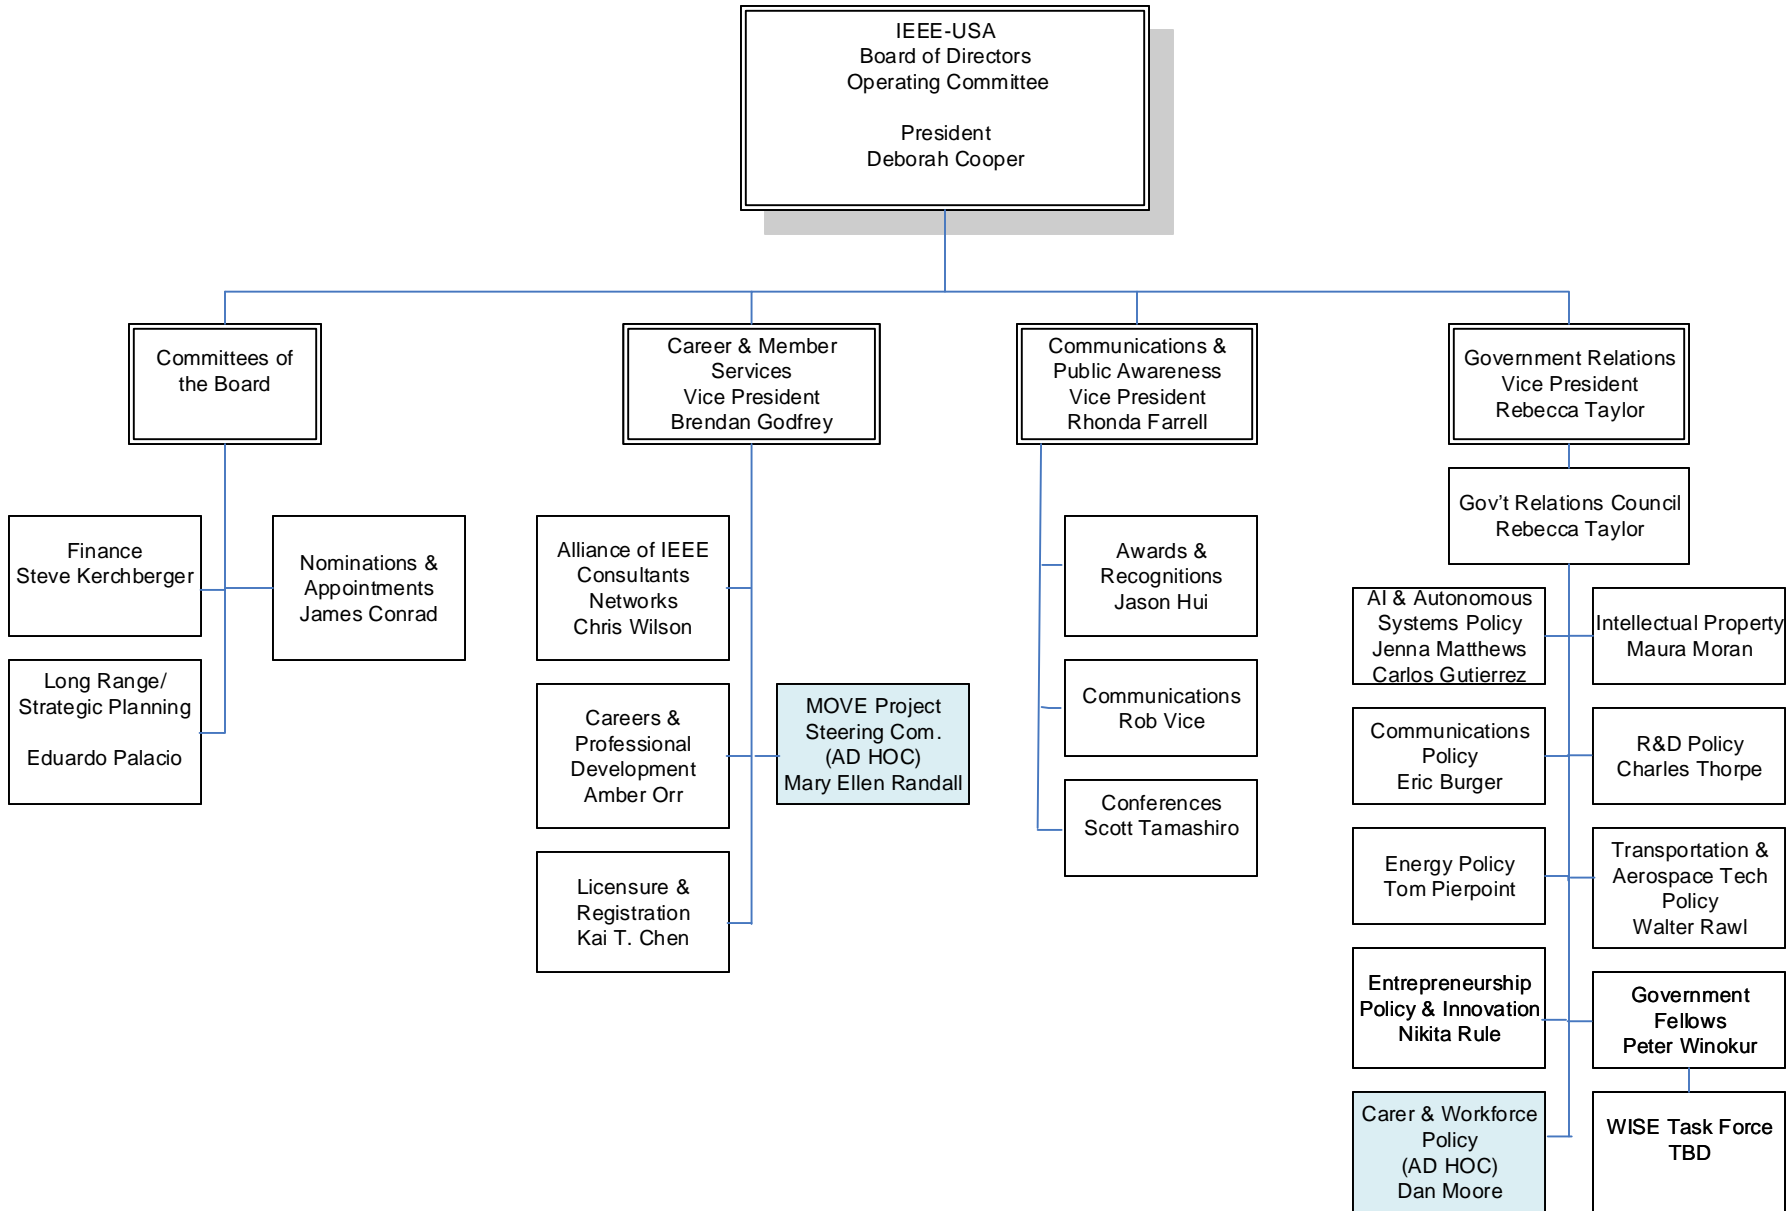 IEEE-USA
Board of Directors
Operating Committee
President
Deborah Cooper
Committees of
the Board
Career & Member
Services
Vice President
Brendan Godfrey
Communications &
Public Awareness
Vice President
Rhonda Farrell
Government Relations
Vice President
Rebecca Taylor
Gov’t Relations Council
Rebecca Taylor
Finance
Steve Kerchberger
Nominations &
Appointments
James Conrad
Long Range/
Strategic Planning
Eduardo Palacio
Alliance of IEEE
Consultants
Networks
Chris Wilson
Careers &
Professional
Development
Amber Orr
MOVE Project
Steering Com.
(AD HOC)
Mary Ellen Randall
Licensure &
Registration
Kai T. Chen
Awards &
Recognitions
Jason Hui
Communications
Rob Vice
Conferences
Scott Tamashiro
AI & Autonomous
Systems Policy
Jenna Matthews
Carlos Gutierrez
Intellectual Property
Maura Moran
Communications
Policy
Eric Burger
R&D Policy
Charles Thorpe
Energy Policy
Tom Pierpoint
Transportation &
Aerospace Tech
Policy
Walter Rawl
Entrepreneurship
Policy & Innovation
Nikita Rule
Government
Fellows
Peter Winokur
Carer & Workforce
Policy
(AD HOC)
Dan Moore
WISE Task Force
TBD